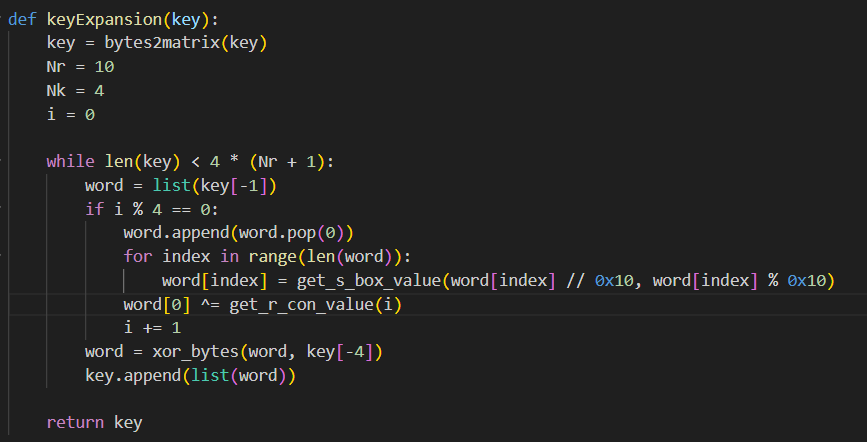 def keyExpansion(key):
    key = bytes2matrix(key)
    Nr = 10
    Nk = 4
    i = 0

    while len(key) < 4 * (Nr + 1):
        word = list(key[-1])
        if i % 4 == 0:
            word.append(word.pop(0))
            for index in range(len(word)):
                word[index] = get_s_box_value(word[index] // 0x10, word[index] % 0x10)
            word[0] ^= get_r_con_value(i)
            i += 1
        word = xor_bytes(word, key[-4])
        key.append(list(word))

    return key